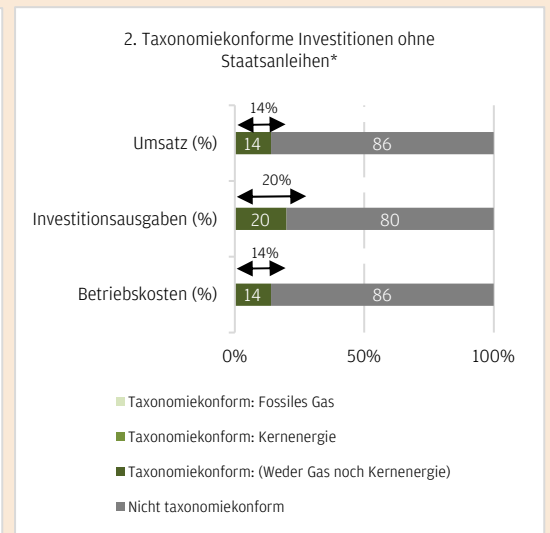 2. Taxonomiekonforme Investitionen ohne
Staatsanleihen*
14%
Umsatz (%)
14
86
20%
Investitionsausgaben (%)
20
80
14%
Betriebskosten (%)
14
86
0%
50%
100%
Taxonomiekonform: Fossiles Gas
Taxonomiekonform: Kernenergie
Taxonomiekonform: (Weder Gas noch Kernenergie)
Nicht taxonomiekonform